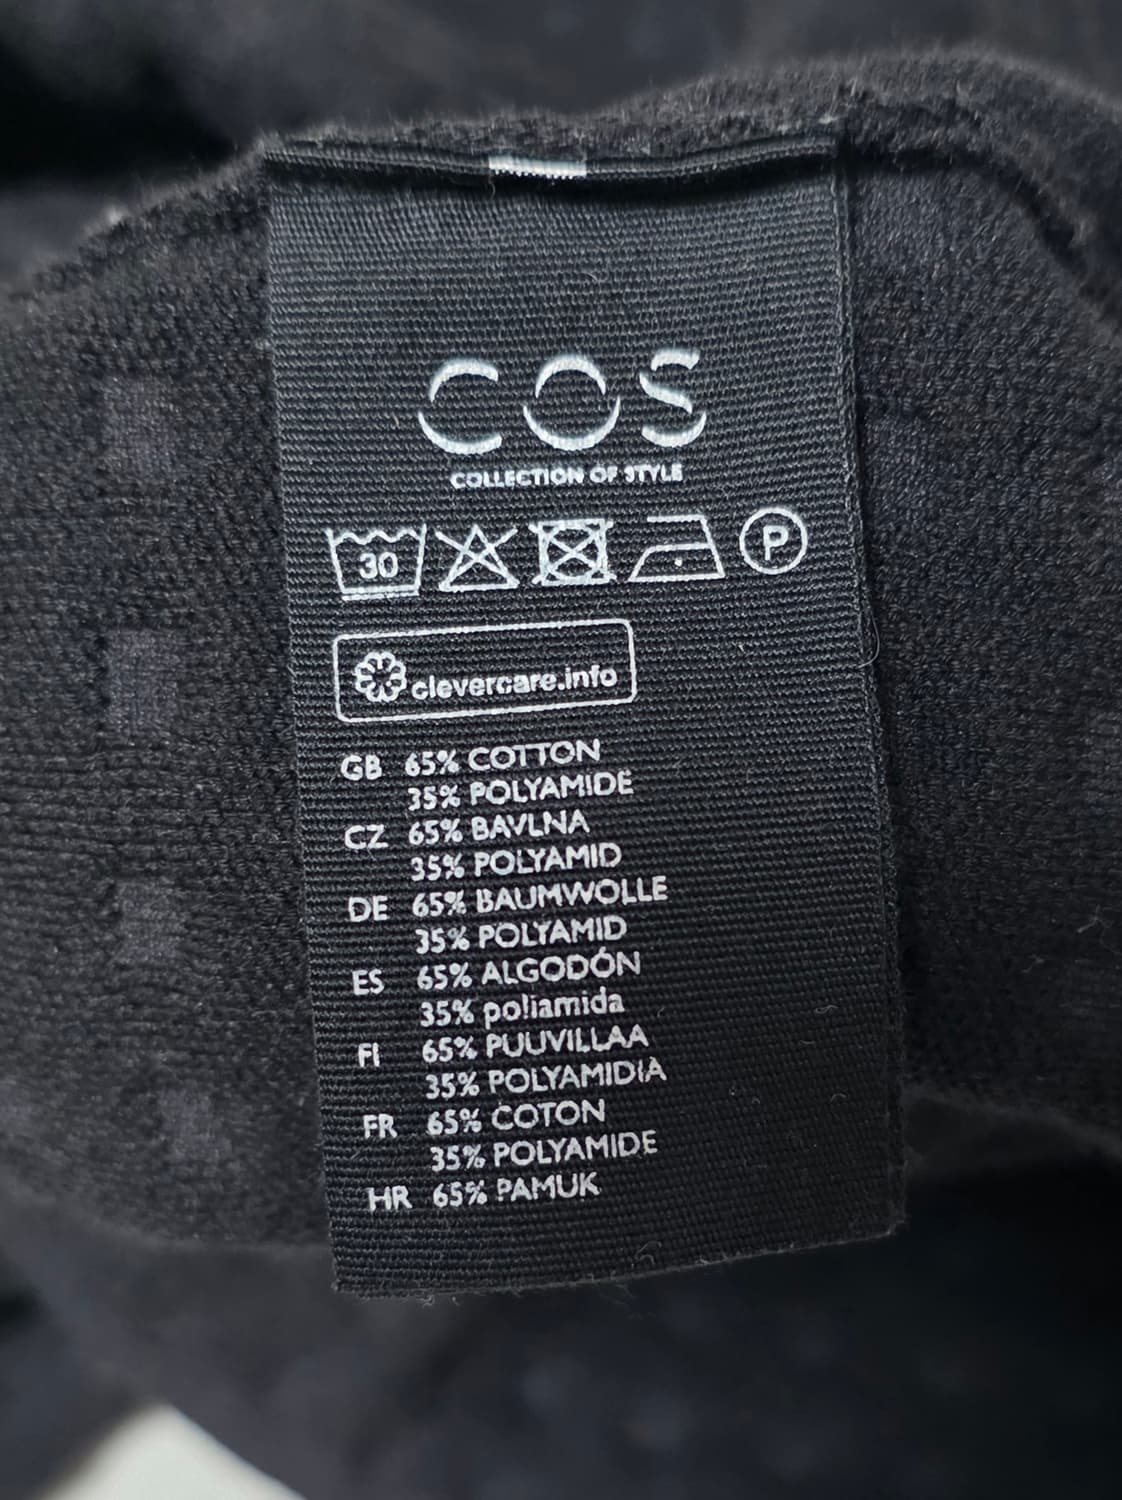 COS
COLLECTION OF STYLE
30 P
clevercare.info
GB 65% COTTON
35% POLYAMIDE
CZ 65% BAVLNA
35% POLYAMID
DE 65% BAUMWOLLE
35% POLYAMID
ES 65% ALGODÓN
35% poliamida
FI 65% PUUVILLAA
35% POLYAMIDIA
FR 65% COTON
35% POLYAMIDE
HR 65% PAMUK